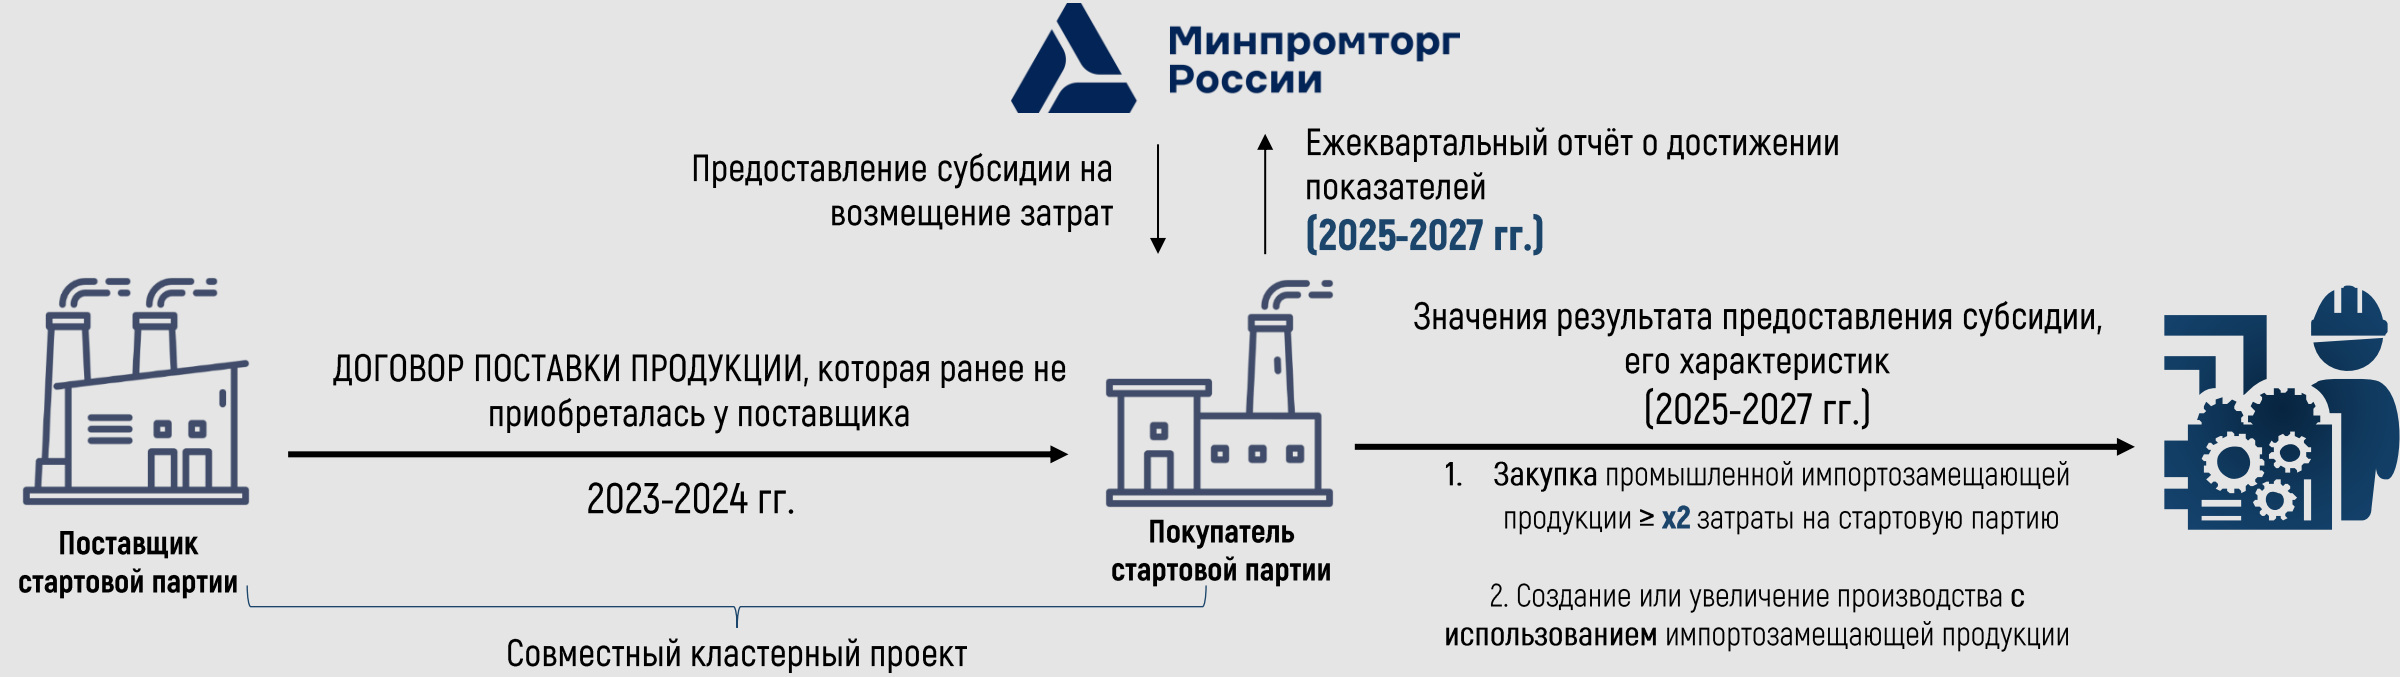 Минпромторг
России
Предоставление субсидии на
возмещение затрат
Ежеквартальный отчёт о достижении
показателей
(2025-2027 гг.)
ДОГОВОР ПОСТАВКИ ПРОДУКЦИИ, которая ранее не
приобреталась у поставщика
2023-2024 гг.
Значения результата предоставления субсидии,
его характеристик
(2025-2027 гг.)
1. Закупка промышленной импортозамещающей
продукции ≥ x2 затраты на стартовую партию
2. Создание или увеличение производства с
использованием импортозамещающей продукции
Поставщик
стартовой партии
Покупатель
стартовой партии
Совместный кластерный проект